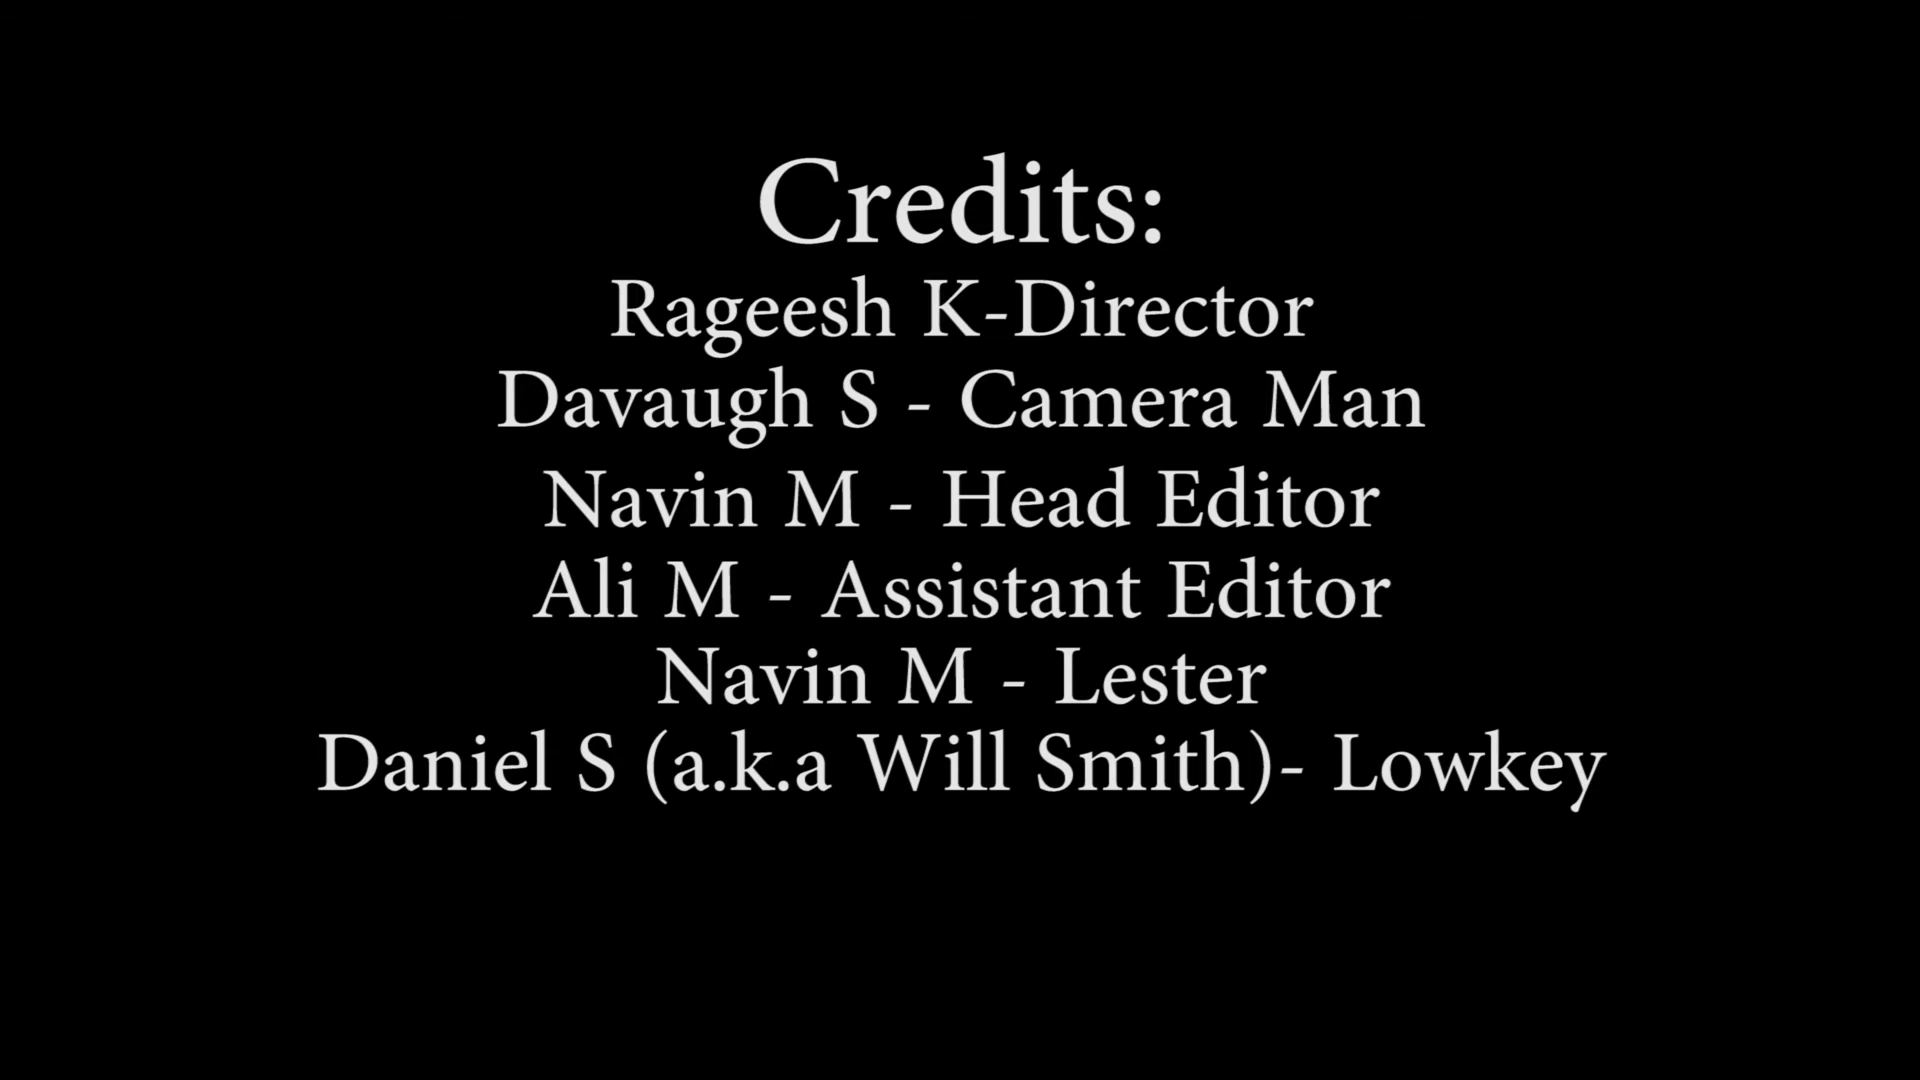 Credits:
Rageesh K-Director
Davaugh S - Camera Man
Navin M - Head Editor
Ali M - Assistant Editor
Navin M - Lester
Daniel S (a.k.a Will Smith)- Lowkey